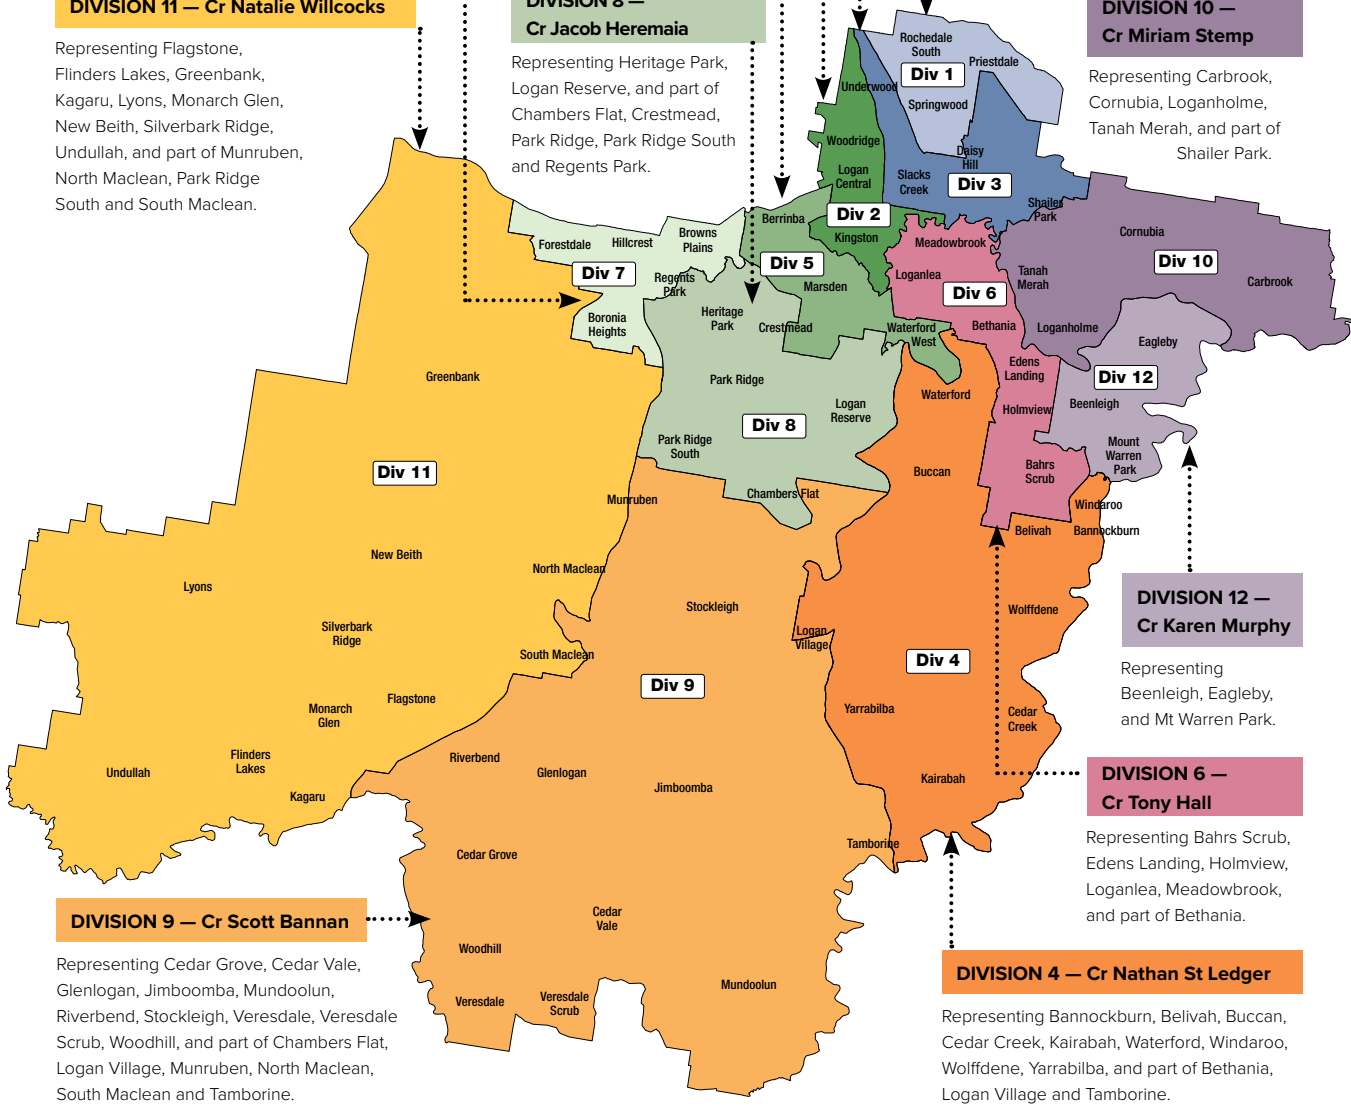 DIVISION 11 — Cr Natalie Willcocks
Representing Flagstone,
Flinders Lakes, Greenbank,
Kagaru, Lyons, Monarch Glen,
New Beith, Silverbark Ridge,
Undullah, and part of Munruben,
North Maclean, Park Ridge
South and South Maclean.
DIVISION 8 —
Cr Jacob Heremaia
Representing Heritage Park,
Logan Reserve, and part of
Chambers Flat, Crestmead,
Park Ridge, Park Ridge South
and Regents Park.
DIVISION 10 —
Cr Miriam Stemp
Representing Carbrook,
Cornubia, Loganholme,
Tanah Merah, and part of
Shailer Park.
Rochedale
South
Priestdale
Div 1
Underwood
Springwood
Woodridge
Daisy
Hill
Logan
Central
Slacks
Creek
Div 3
Shailer
Park
Berrinba
Div 2
Kingston
Cornubia
Forestdale
Hillcrest
Browns
Plains
Meadowbrook
Div 7
Regents
Park
Div 5
Marsden
Loganlea
Div 6
Tanah
Merah
Div 10
Carbrook
Boronia
Heights
Heritage
Park
Crestmead
Waterford
West
Bethania
Loganholme
Eagleby
Greenbank
Park Ridge
Waterford
Edens
Landing
Div 12
Logan
Reserve
Holmview
Beenleigh
Div 8
Park Ridge
South
Mount
Warren
Park
Div 11
Buccan
Bahrs
Scrub
Munruben
Chambers Flat
Windaroo
Belivah
Bannockburn
New Beith
North Maclean
Lyons
Stockleigh
Wolffdene
Silverbark
Ridge
Logan
Village
South Maclean
Div 4
Div 9
Flagstone
Monarch
Glen
Yarrabilba
Cedar
Creek
Flinders
Lakes
Undullah
Riverbend
Glenlogan
Jimboomba
Kairabah
Kagaru
Tamborine
Cedar Grove
Cedar
Vale
Woodhill
Mundoolun
Veresdale
Veresdale
Scrub
DIVISION 12 —
Cr Karen Murphy
Representing
Beenleigh, Eagleby,
and Mt Warren Park.
DIVISION 6 —
Cr Tony Hall
Representing Bahrs Scrub,
Edens Landing, Holmview,
Loganlea, Meadowbrook,
and part of Bethania.
DIVISION 9 — Cr Scott Bannan
Representing Cedar Grove, Cedar Vale,
Glenlogan, Jimboomba, Mundoolun,
Riverbend, Stockleigh, Veresdale, Veresdale
Scrub, Woodhill, and part of Chambers Flat,
Logan Village, Munruben, North Maclean,
South Maclean and Tamborine.
DIVISION 4 — Cr Nathan St Ledger
Representing Bannockburn, Belivah, Buccan,
Cedar Creek, Kairabah, Waterford, Windaroo,
Wolffdene, Yarrabilba, and part of Bethania,
Logan Village and Tamborine.